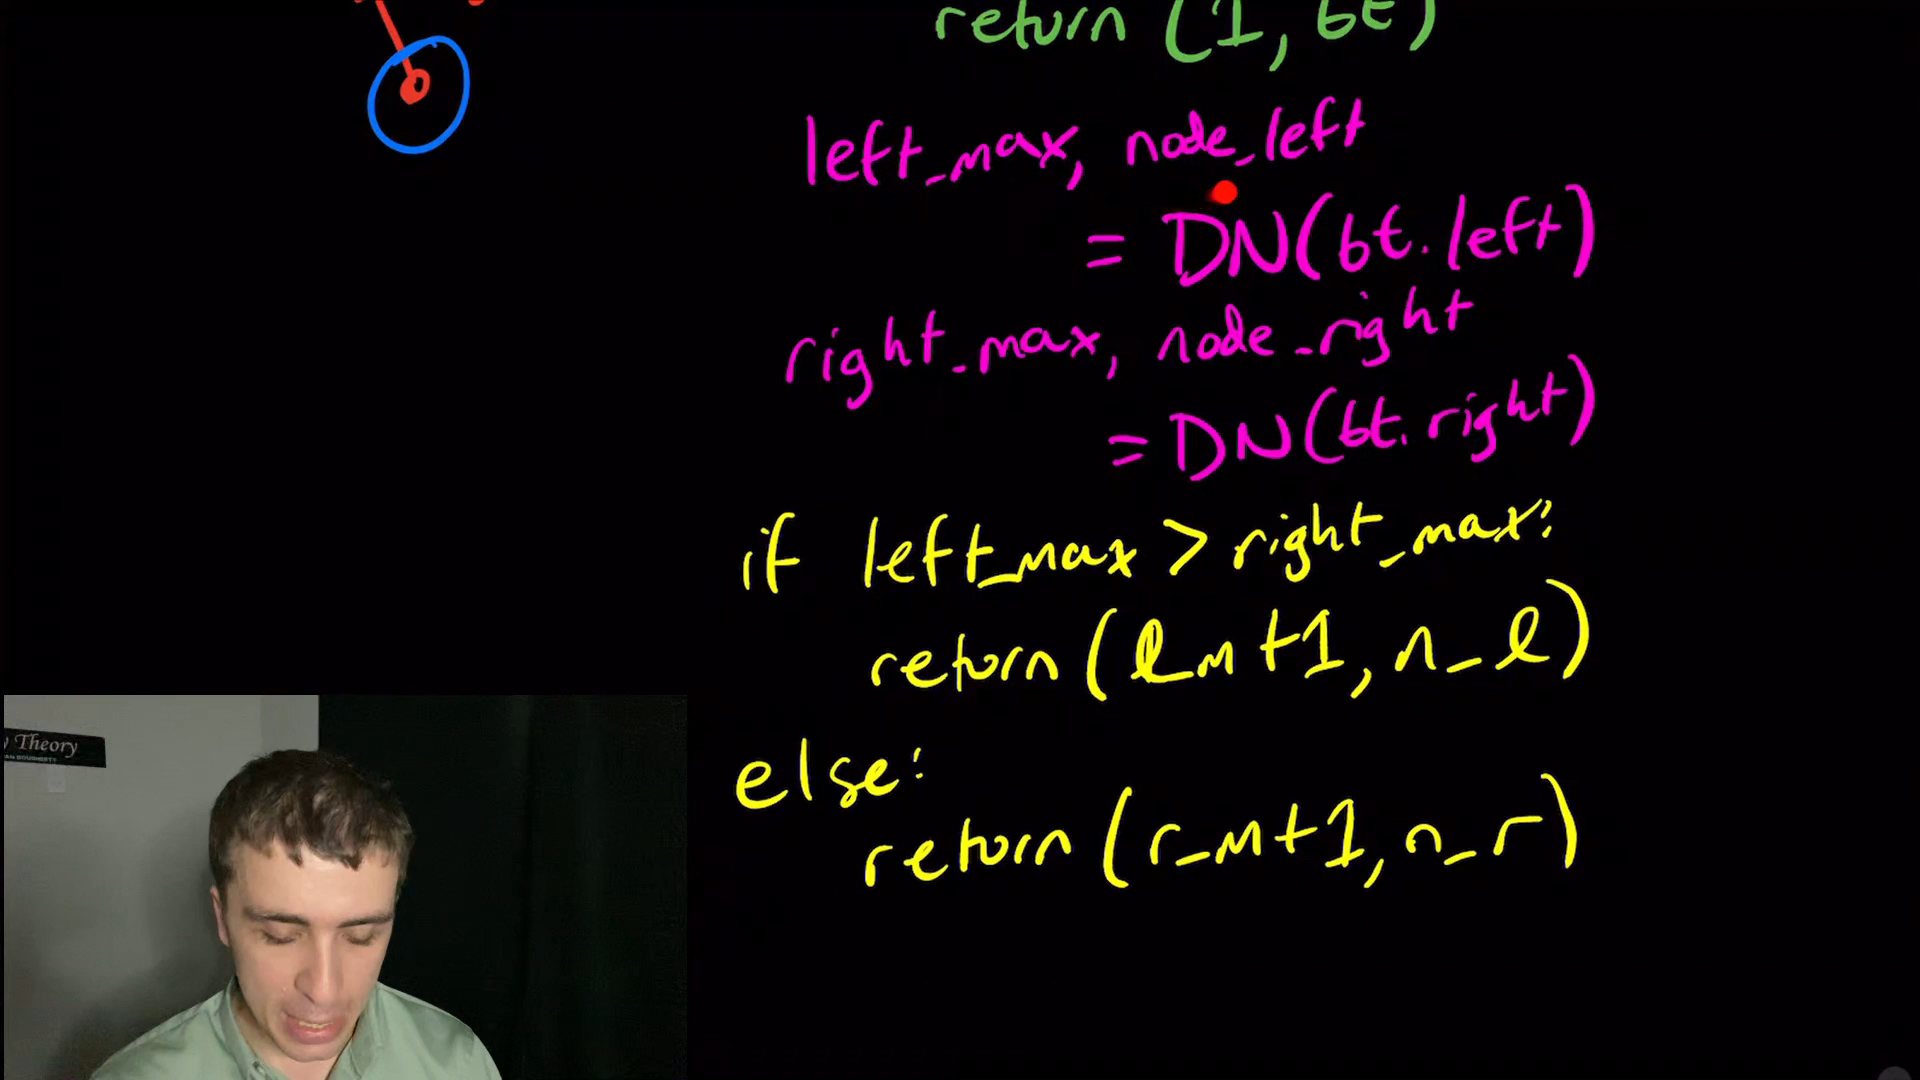 return (1, bt)
left_max, node_left
= DN(bt.left)
right_max, node_right
= DN(bt.right)
if left_max > right_max:
return (l_m+1, n_l)
else:
return (r_m+1, n_r)
Theory